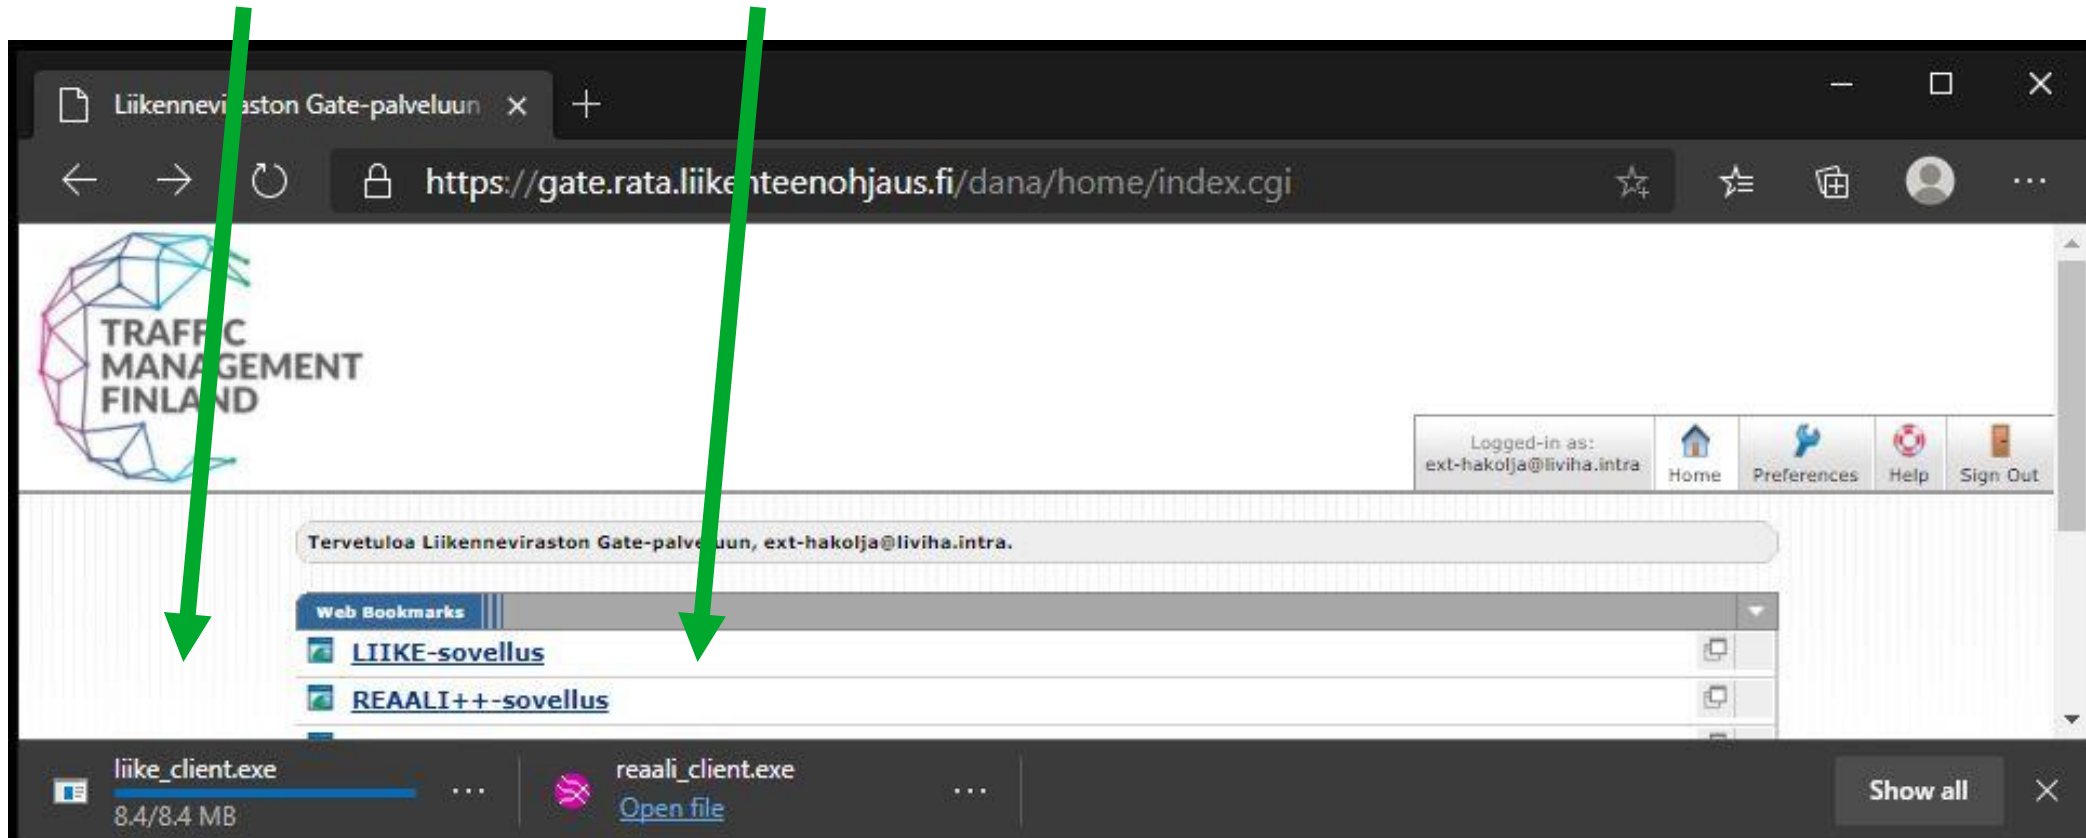 Liikenneviraston Gate-palveluun
https://gate.rata.liikenteenohjaus.fi/dana/home/index.cgi
TRAFFIC
MANAGEMENT
FINLAND
Logged-in as:
ext-hakolja@liviha.intra
Home
Preferences
Help
Sign Out
Tervetuloa Liikenneviraston Gate-palveluun, ext-hakolja@liviha.intra.
Web Bookmarks
LIIKE-sovellus
REAALI++-sovellus
liike_client.exe
8.4/8.4 MB
reaali_client.exe
Open file
Show all